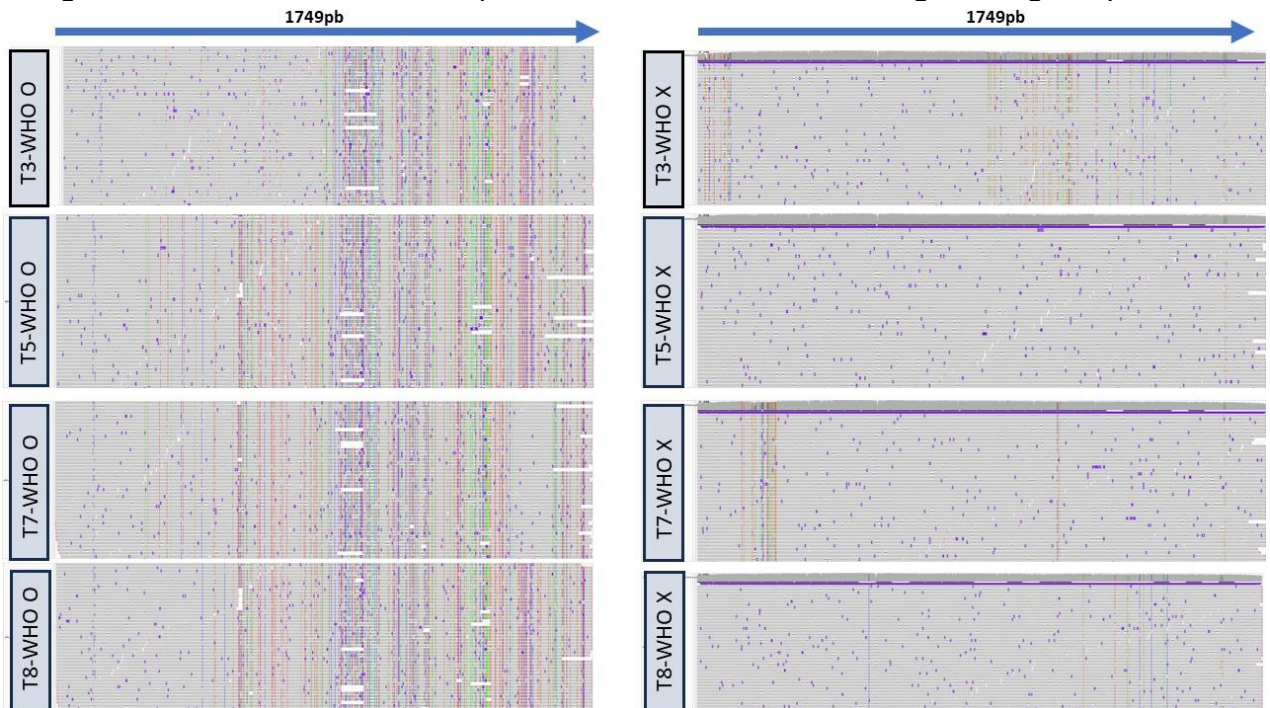 1749pb
1749pb
T3-WHO O
T3-WHO X
T5-WHO O
T5-WHO X
T7-WHO O
T7-WHO X
T8-WHO O
T8-WHO X